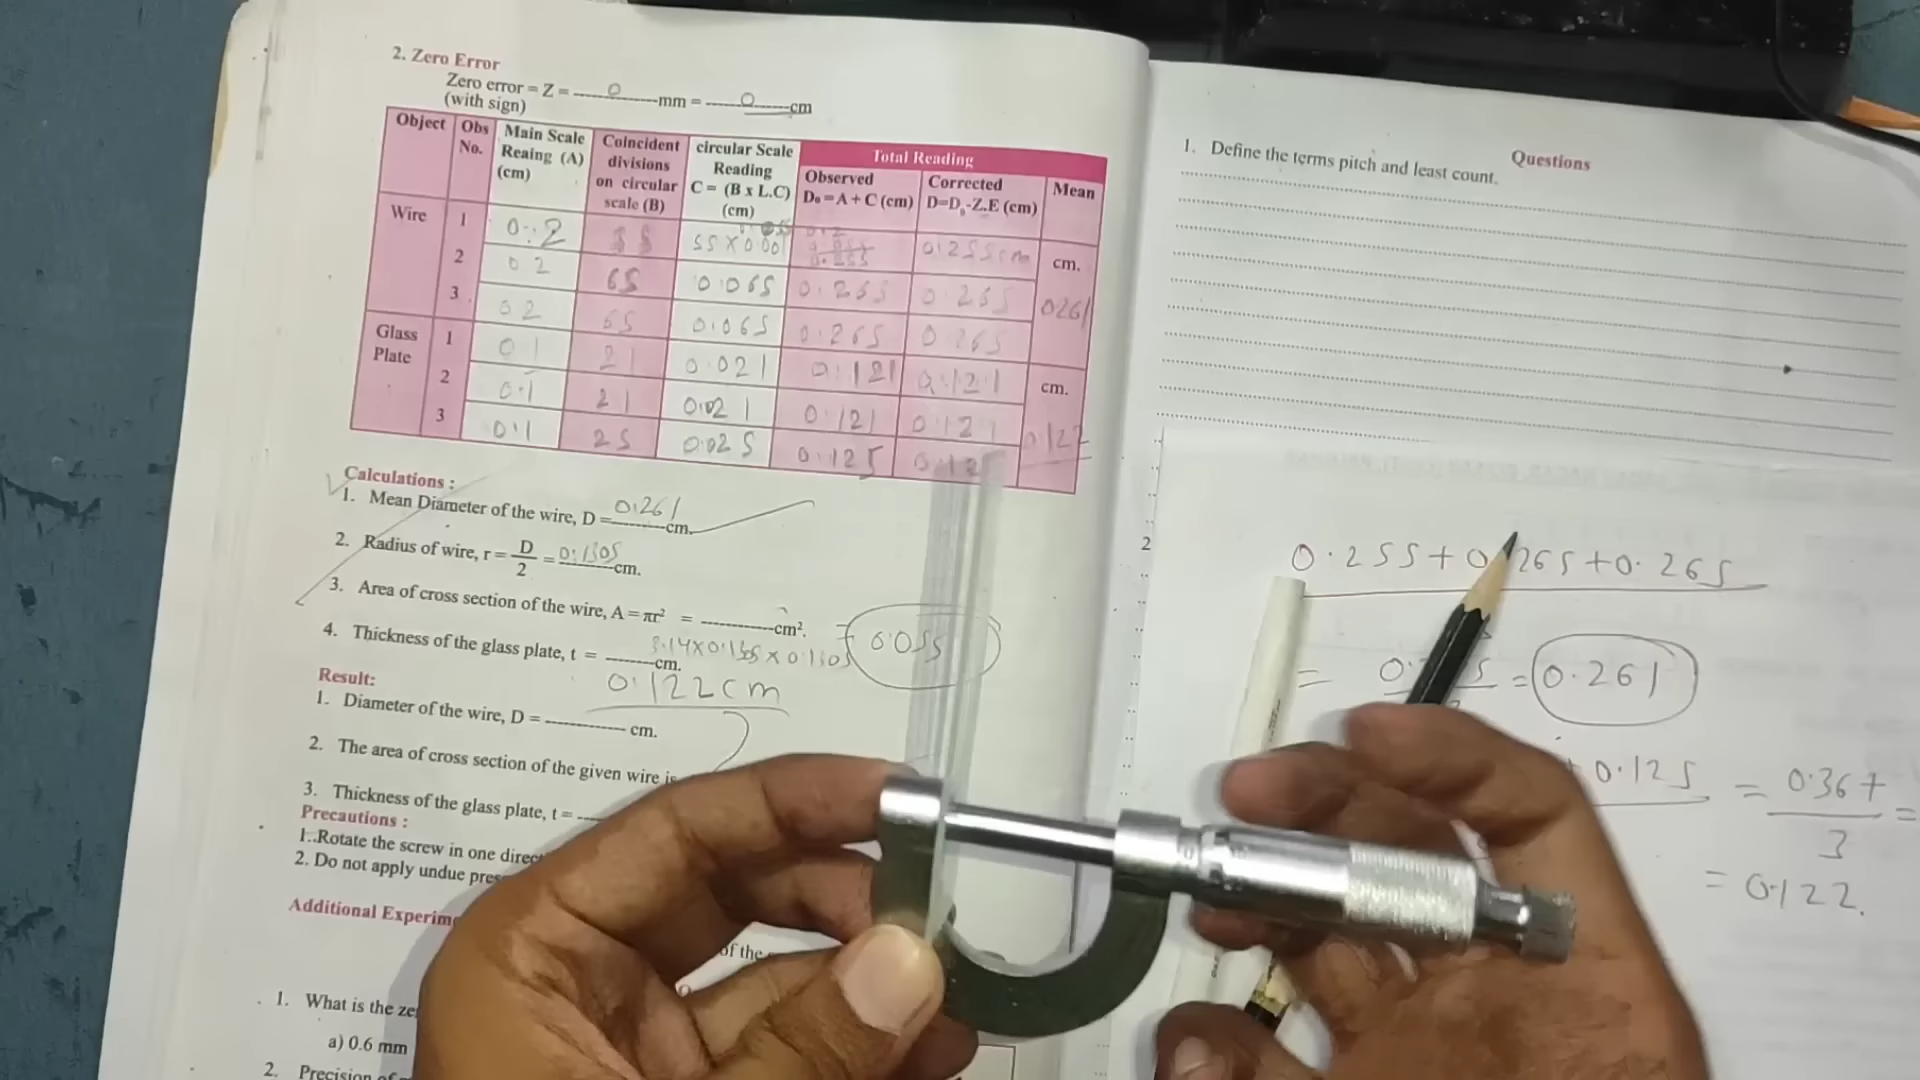 2. Zero Error
Zero error = Z = 0 mm = 0 cm
(with sign)
Object Obs No. Main Scale Reaing (A) (cm) Coincident divisions on circular scale (B) circular Scale Reading C = (B x L.C) (cm) Total Reading
Observed D₀ = A + C (cm) Corrected D=D₀-Z.E (cm) Mean
Wire 1 0.2 55 55 X 0.001 0.255 0.255cm cm.
2 0.2 65 0.065 0.265 0.265 0.261
3 0.2 65 0.065 0.265 0.265
Glass Plate 1 0.1 21 0.021 0.121 0.121 cm.
2 0.1 21 0.021 0.121 0.121 0.122
3 0.1 25 0.025 0.125 0.125
Calculations :
1. Mean Diameter of the wire, D = 0.261 cm.
2. Radius of wire, r = D/2 = 0.1305 cm.
3. Area of cross section of the wire, A = πr² = cm².
3.14X0.1305 X 0.1305 = 0.055
4. Thickness of the glass plate, t = cm.
0.122cm
Result:
1. Diameter of the wire, D = cm.
2. The area of cross section of the given wire is
3. Thickness of the glass plate, t =
Precautions :
1..Rotate the screw in one
2. Do not apply undue
Additional
of the
1. What is the
a) 0.6 mm
2. Precision
Questions
1. Define the terms pitch and least count.
2
0.255 + 0.265 + 0.265
= = 0.261
+ 0.125 = 0.367/3 =
= 0.122.